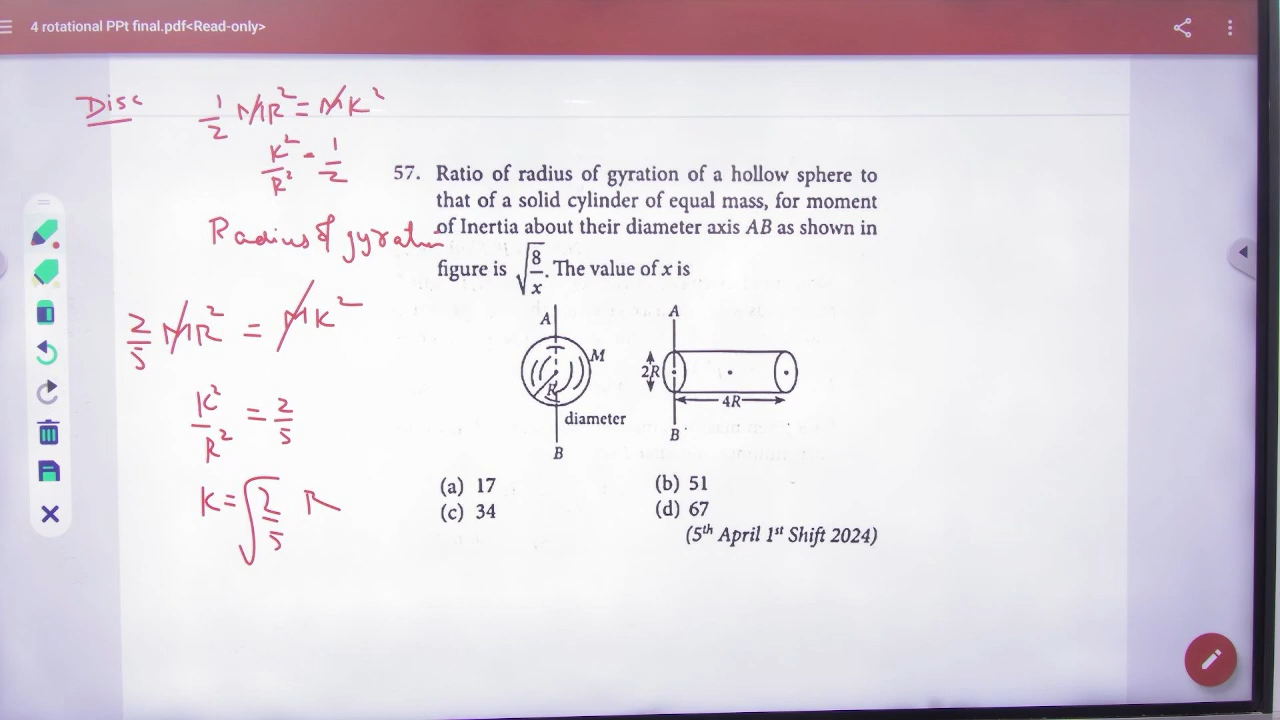 4 rotational PPt final.pdf<Read-only>
Disc
1/2 MR² = MK²
K²/R² = 1/2
Radius of gyration
2/5 MR² = MK²
K²/R² = 2/5
K = √(2/5) R
57. Ratio of radius of gyration of a hollow sphere to
that of a solid cylinder of equal mass, for moment
of Inertia about their diameter axis AB as shown in
figure is √(8/x). The value of x is
A
M
R
diameter
B
A
2R
4R
B
(a) 17
(b) 51
(c) 34
(d) 67
(5th April 1st Shift 2024)